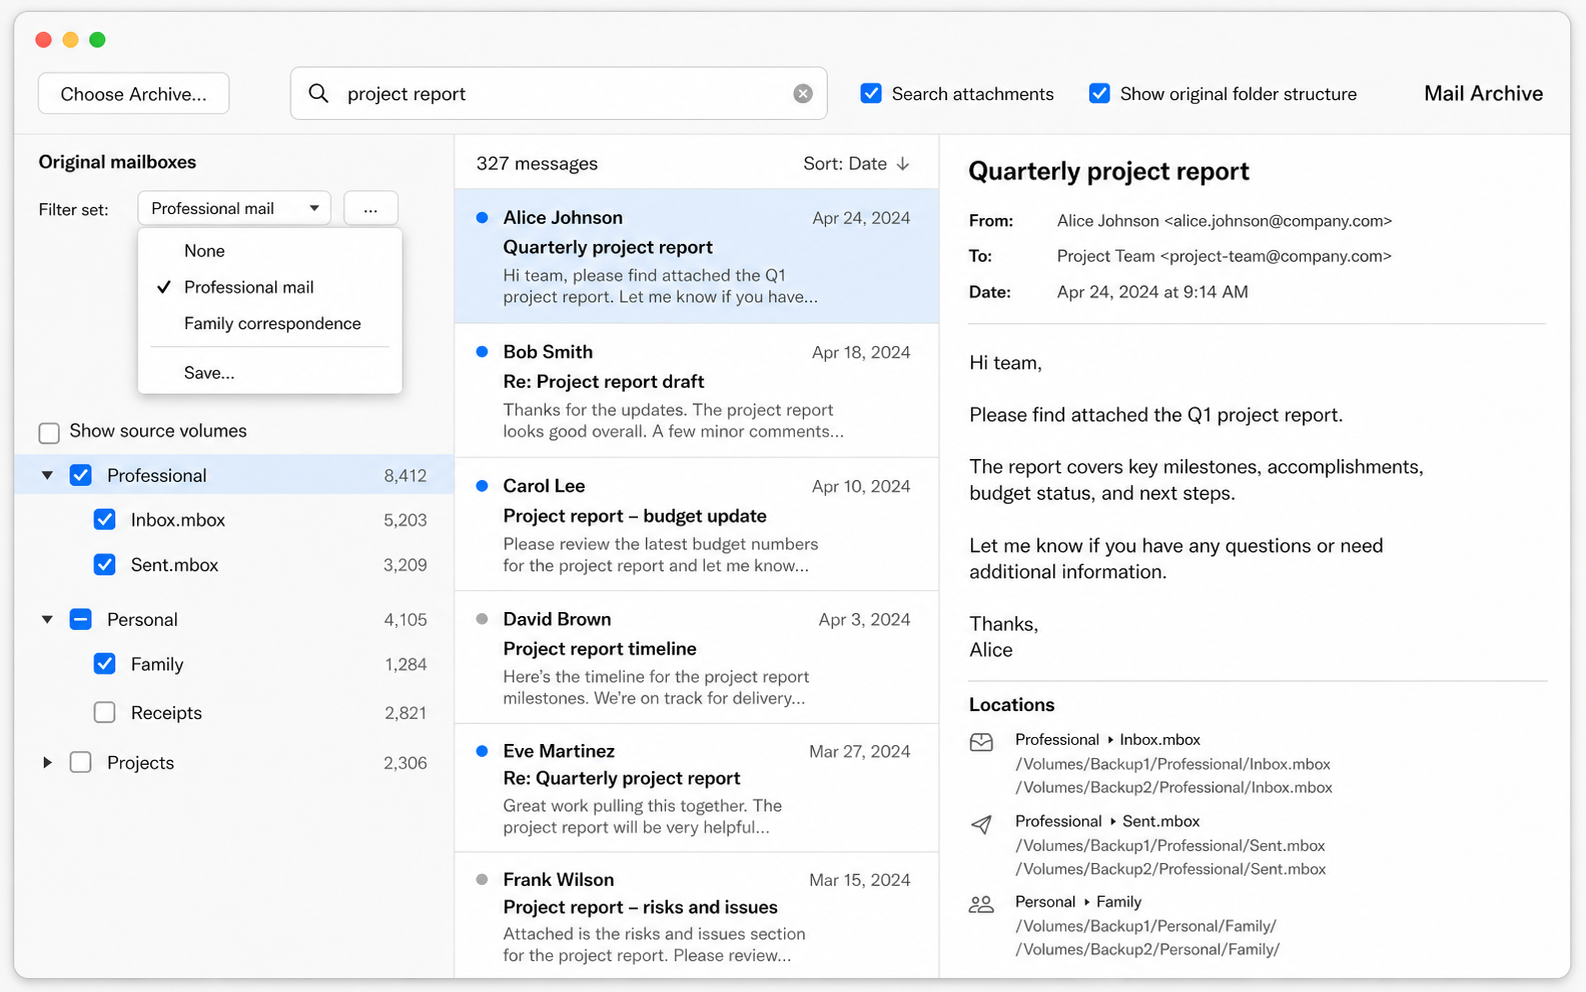 Choose Archive...
project report
Search attachments
Show original folder structure
Mail Archive
Original mailboxes
Filter set:
Professional mail
...
None
Professional mail
Family correspondence
Save...
Show source volumes
Professional 8,412
Inbox.mbox 5,203
Sent.mbox 3,209
Personal 4,105
Family 1,284
Receipts 2,821
Projects 2,306
327 messages
Sort: Date ↓
Alice Johnson Apr 24, 2024
Quarterly project report
Hi team, please find attached the Q1
project report. Let me know if you have...
Bob Smith Apr 18, 2024
Re: Project report draft
Thanks for the updates. The project report
looks good overall. A few minor comments...
Carol Lee Apr 10, 2024
Project report – budget update
Please review the latest budget numbers
for the project report and let me know...
David Brown Apr 3, 2024
Project report timeline
Here’s the timeline for the project report
milestones. We’re on track for delivery...
Eve Martinez Mar 27, 2024
Re: Quarterly project report
Great work pulling this together. The
project report will be very helpful...
Frank Wilson Mar 15, 2024
Project report – risks and issues
Attached is the risks and issues section
for the project report. Please review...
Quarterly project report
From: Alice Johnson <alice.johnson@company.com>
To: Project Team <project-team@company.com>
Date: Apr 24, 2024 at 9:14 AM
Hi team,
Please find attached the Q1 project report.
The report covers key milestones, accomplishments,
budget status, and next steps.
Let me know if you have any questions or need
additional information.
Thanks,
Alice
Locations
Professional ▸ Inbox.mbox
/Volumes/Backup1/Professional/Inbox.mbox
/Volumes/Backup2/Professional/Inbox.mbox
Professional ▸ Sent.mbox
/Volumes/Backup1/Professional/Sent.mbox
/Volumes/Backup2/Professional/Sent.mbox
Personal ▸ Family
/Volumes/Backup1/Personal/Family/
/Volumes/Backup2/Personal/Family/